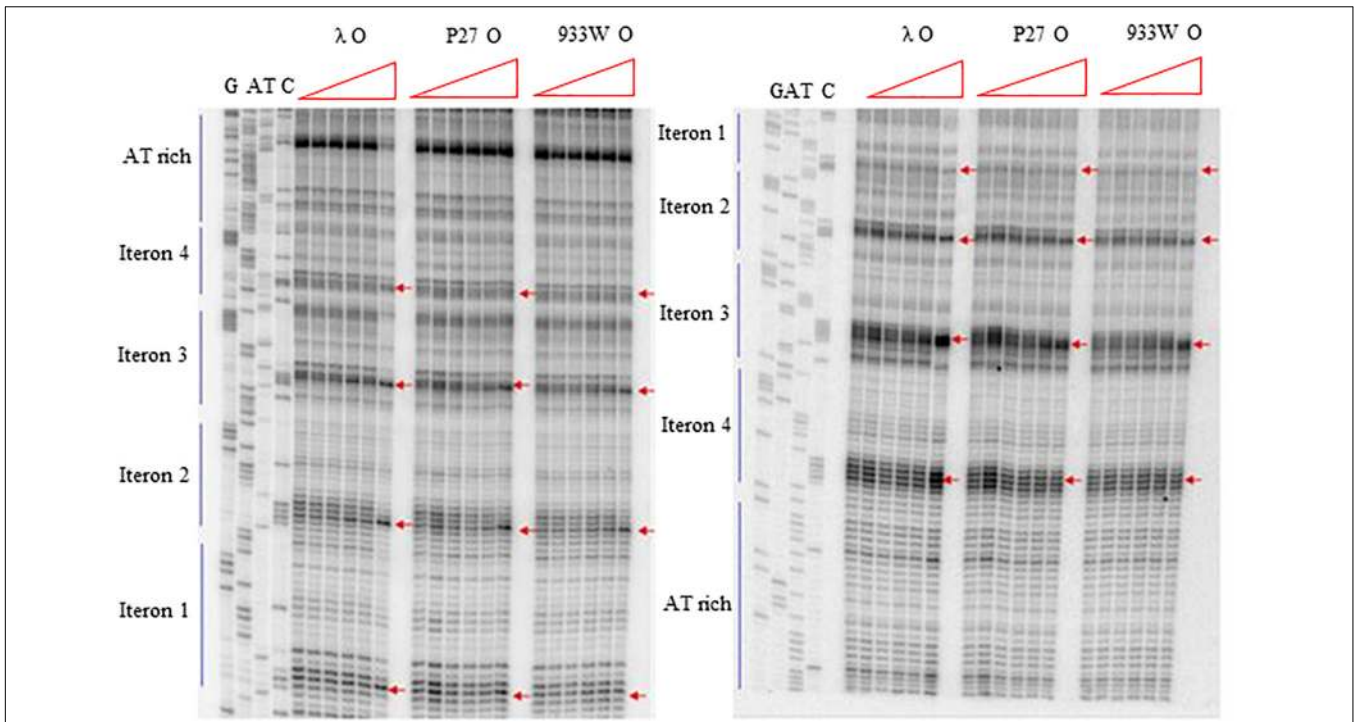 λ O P27 O 933W O
G A T C
AT rich
Iteron 4
Iteron 3
Iteron 2
Iteron 1
λ O P27 O 933W O
GAT C
Iteron 1
Iteron 2
Iteron 3
Iteron 4
AT rich